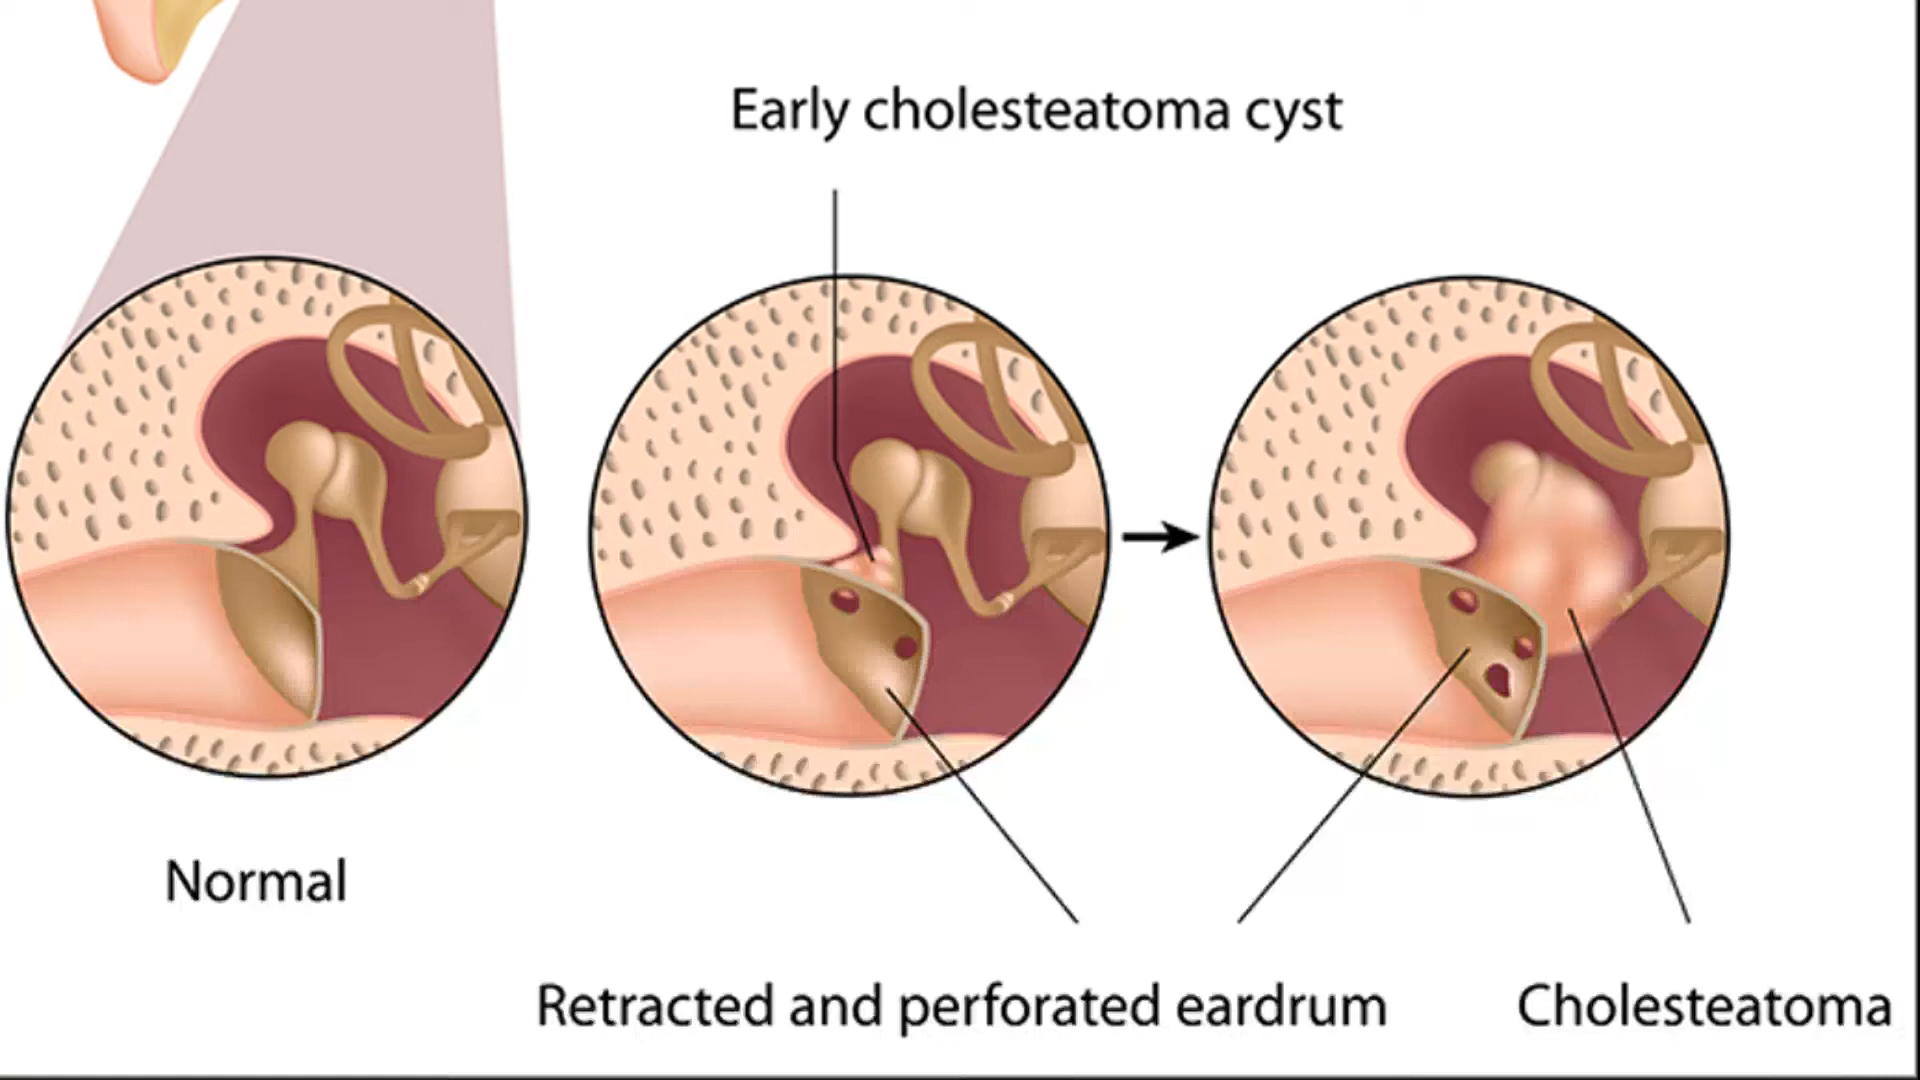 Early cholesteatoma cyst
Normal
Retracted and perforated eardrum
Cholesteatoma